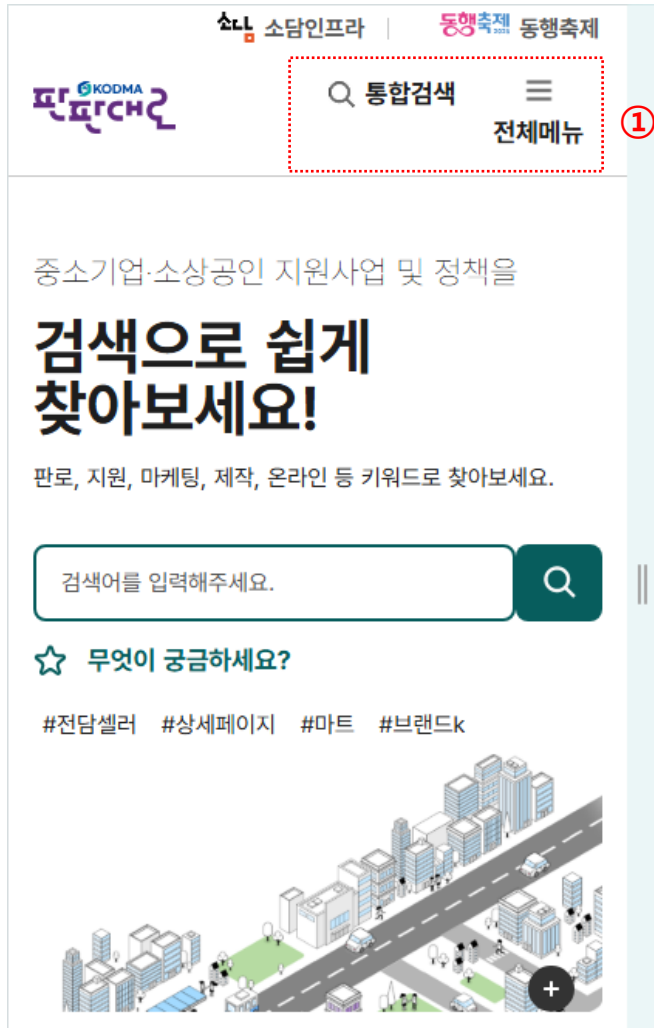 소담 소담인프라 동행축제 2025 동행축제
KODMA
판판대로
통합검색
전체메뉴
①
중소기업·소상공인 지원사업 및 정책을
검색으로 쉽게
찾아보세요!
판로, 지원, 마케팅, 제작, 온라인 등 키워드로 찾아보세요.
검색어를 입력해주세요.
무엇이 궁금하세요?
#전담셀러 #상세페이지 #마트 #브랜드k